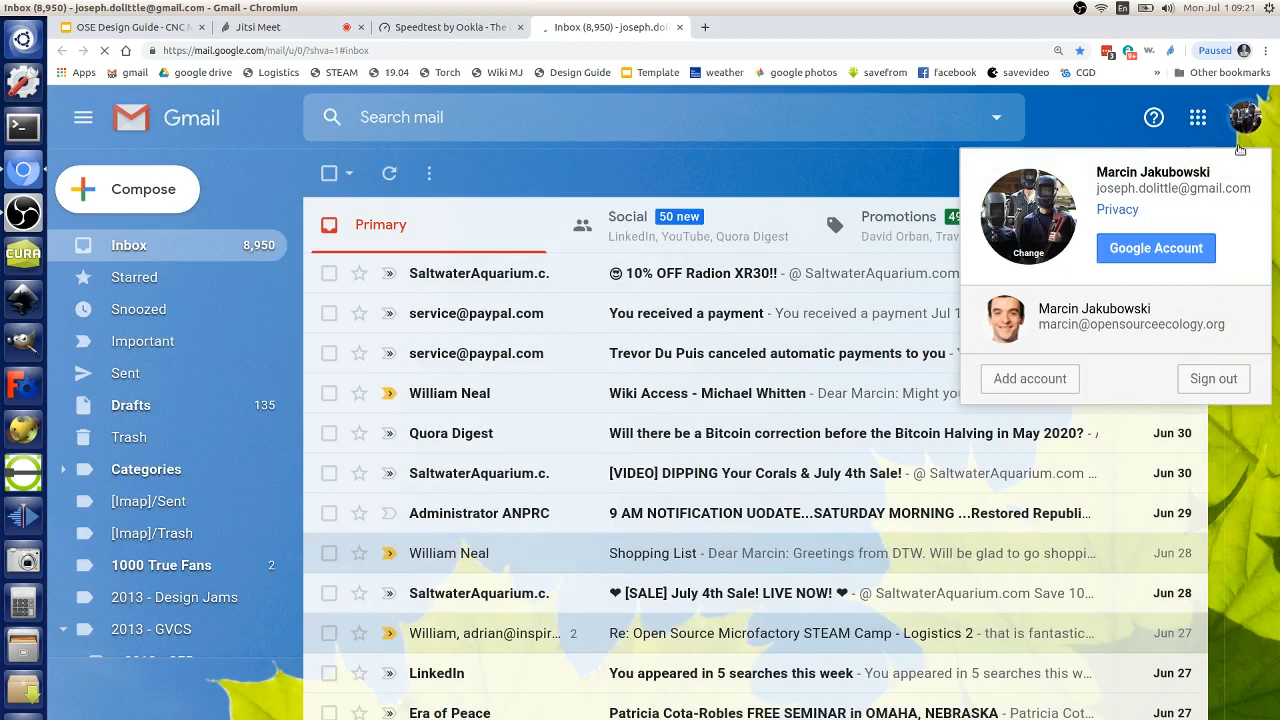 Inbox (8,950) - joseph.dolittle@gmail.com - Gmail - Chromium
En
Mon Jul 1 09:21
OSE Design Guide - CNC M
Jitsi Meet
Speedtest by Ookla - The
Inbox (8,950) - joseph.doli
https://mail.google.com/mail/u/0/?shva=1#inbox
3
9+
w.
Paused
Apps
gmail
google drive
Logistics
STEAM
19.04
Torch
Wiki MJ
Design Guide
Template
weather
google photos
savefrom
facebook
savevideo
CGD
»
Other bookmarks
Gmail
Search mail
Compose
Inbox 8,950
Starred
Snoozed
Important
Sent
Drafts 135
Trash
Categories
[Imap]/Sent
[Imap]/Trash
1000 True Fans 2
2013 - Design Jams
2013 - GVCS
CURA
Primary
Social 50 new
LinkedIn, YouTube, Quora Digest
Promotions 49
David Orban, Trav
SaltwaterAquarium.c. 😍 10% OFF Radion XR30!! - @ SaltwaterAquarium.com
service@paypal.com You received a payment - You received a payment Jul 1
service@paypal.com Trevor Du Puis canceled automatic payments to you -
William Neal Wiki Access - Michael Whitten - Dear Marcin: Might yo
Quora Digest Will there be a Bitcoin correction before the Bitcoin Halving in May 2020? - Jun 30
SaltwaterAquarium.c. [VIDEO] DIPPING Your Corals & July 4th Sale! - @ SaltwaterAquarium.com ... Jun 30
Administrator ANPRC 9 AM NOTIFICATION UODATE...SATURDAY MORNING ...Restored Republi... Jun 29
William Neal Shopping List - Dear Marcin: Greetings from DTW. Will be glad to go shoppi... Jun 28
SaltwaterAquarium.c. ❤ [SALE] July 4th Sale! LIVE NOW! ❤ - @ SaltwaterAquarium.com Save 10... Jun 28
William, adrian@inspir... 2 Re: Open Source Microfactory STEAM Camp - Logistics 2 - that is fantastic... Jun 27
LinkedIn You appeared in 5 searches this week - You appeared in 5 searches this w... Jun 27
Era of Peace Patricia Cota-Robles FREE SEMINAR in OMAHA, NEBRASKA - Caption... Jun 27
Marcin Jakubowski
joseph.dolittle@gmail.com
Privacy
Change
Google Account
Marcin Jakubowski
marcin@opensourceecology.org
Add account
Sign out